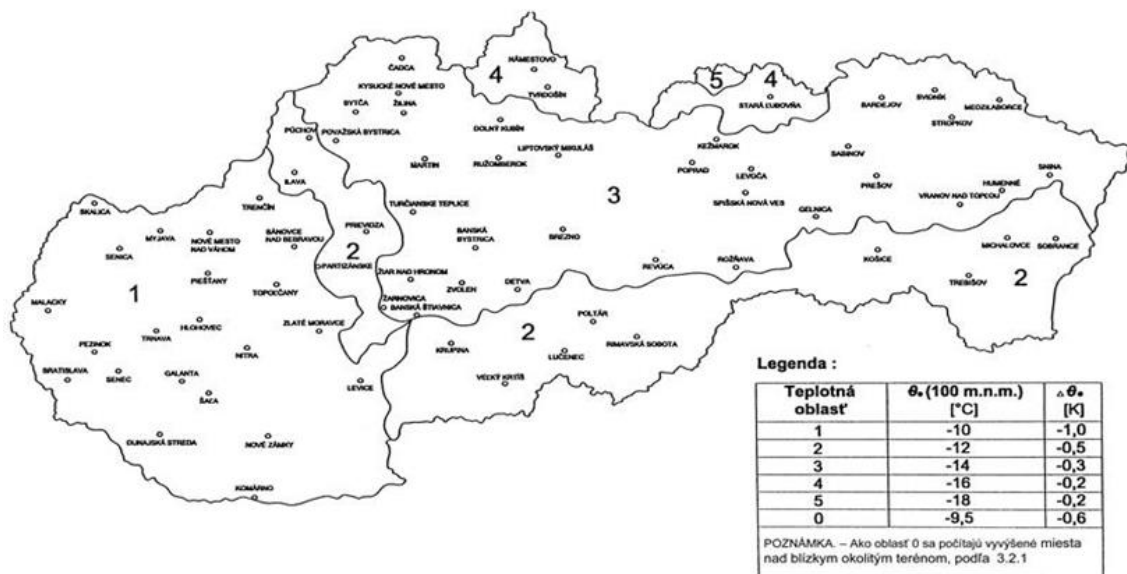 ČADCA
NÁMESTOVO
4
TVRDOŠÍN
KYSUCKÉ NOVÉ MESTO
BYTČA
ŽILINA
5
4
STARÁ ĽUBOVŇA
BARDEJOV
SVIDNÍK
MEDZILABORCE
STROPKOV
PÚCHOV
POVAŽSKÁ BYSTRICA
DOLNÝ KUBÍN
MARTIN
RUŽOMBEROK
LIPTOVSKÝ MIKULÁŠ
KEŽMAROK
POPRAD
LEVOČA
SABINOV
PREŠOV
SNINA
HUMENNÉ
VRANOV NAD TOPĽOU
ILAVA
3
SPIŠSKÁ NOVÁ VES
GELNICA
SKALICA
TRENČÍN
TURČIANSKE TEPLICE
PRIEVIDZA
MYJAVA
NOVÉ MESTO
NAD VÁHOM
BÁNOVCE
NAD BEBRAVOU
SENICA
2
BANSKÁ
BYSTRICA
BREZNO
KOŠICE
MICHALOVCE
SOBRANCE
PARTIZÁNSKE
REVÚCA
ROŽŇAVA
TREBIŠOV
2
PIEŠŤANY
TOPOĽČANY
ŽIAR NAD HRONOM
ZVOLEN
DETVA
1
MALACKY
ŽARNOVICA
BANSKÁ ŠTIAVNICA
HLOHOVEC
TRNAVA
ZLATÉ MORAVCE
2
POLTÁR
RIMAVSKÁ SOBOTA
KRUPINA
LUČENEC
PEZINOK
NITRA
BRATISLAVA
SENEC
GALANTA
LEVICE
VEĽKÝ KRTÍŠ
ŠAĽA
DUNAJSKÁ STREDA
NOVÉ ZÁMKY
KOMÁRNO
Legenda :
Teplotná oblasť θₑ (100 m.n.m.) [°C] △θₑ [K]
1 -10 -1,0
2 -12 -0,5
3 -14 -0,3
4 -16 -0,2
5 -18 -0,2
0 -9,5 -0,6
POZNÁMKA. – Ako oblasť 0 sa počítajú vyvýšené miesta
nad blízkym okolitým terénom, podľa 3.2.1